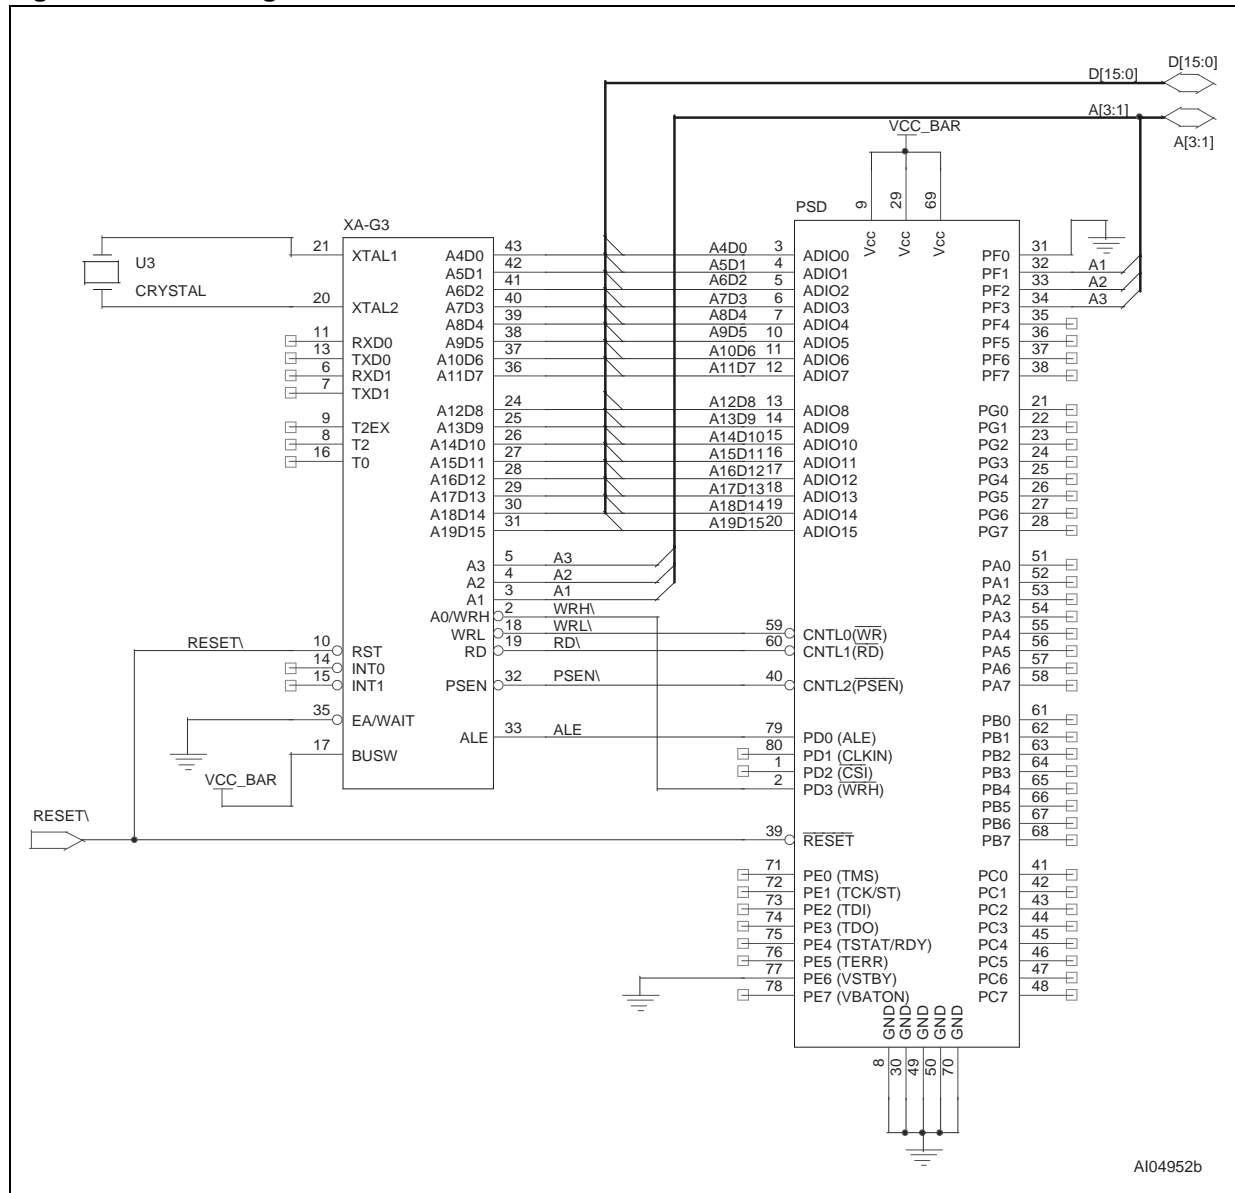 D[15:0]
D[15:0]
A[3:1]
A[3:1]
VCC_BAR
9
29
69
Vcc
Vcc
Vcc
XA-G3
PSD
U3
CRYSTAL
21 XTAL1
20 XTAL2
11 RXD0
13 TXD0
6 RXD1
7 TXD1
9 T2EX
8 T2
16 T0
RESET\ 10 RST
14 INT0
15 INT1
35 EA/WAIT
17 BUSW
VCC_BAR
RESET\
A4D0 43
A5D1 42
A6D2 41
A7D3 40
A8D4 39
A9D5 38
A10D6 37
A11D7 36
A12D8 24
A13D9 25
A14D10 26
A15D11 27
A16D12 28
A17D13 29
A18D14 30
A19D15 31
A3 5 A3
A2 4 A2
A1 3 A1
A0/WRH 2 WRH\
WRL 18 WRL\
RD 19 RD\
PSEN 32 PSEN\
ALE 33 ALE
A4D0 3 ADIO0
A5D1 4 ADIO1
A6D2 5 ADIO2
A7D3 6 ADIO3
A8D4 7 ADIO4
A9D5 10 ADIO5
A10D6 11 ADIO6
A11D7 12 ADIO7
A12D8 13 ADIO8
A13D9 14 ADIO9
A14D10 15 ADIO10
A15D11 16 ADIO11
A16D12 17 ADIO12
A17D13 18 ADIO13
A18D14 19 ADIO14
A19D15 20 ADIO15
59 CNTL0(WR)
60 CNTL1(RD)
40 CNTL2(PSEN)
79 PD0 (ALE)
80 PD1 (CLKIN)
1 PD2 (CSI)
2 PD3 (WRH)
39 RESET
71 PE0 (TMS)
72 PE1 (TCK/ST)
73 PE2 (TDI)
74 PE3 (TDO)
75 PE4 (TSTAT/RDY)
76 PE5 (TERR)
77 PE6 (VSTBY)
78 PE7 (VBATON)
PF0 31
PF1 32 A1
PF2 33 A2
PF3 34 A3
PF4 35
PF5 36
PF6 37
PF7 38
PG0 21
PG1 22
PG2 23
PG3 24
PG4 25
PG5 26
PG6 27
PG7 28
PA0 51
PA1 52
PA2 53
PA3 54
PA4 55
PA5 56
PA6 57
PA7 58
PB0 61
PB1 62
PB2 63
PB3 64
PB4 65
PB5 66
PB6 67
PB7 68
PC0 41
PC1 42
PC2 43
PC3 44
PC4 45
PC5 46
PC6 47
PC7 48
GND
GND
GND
GND
GND
8
30
49
50
70
AI04952b